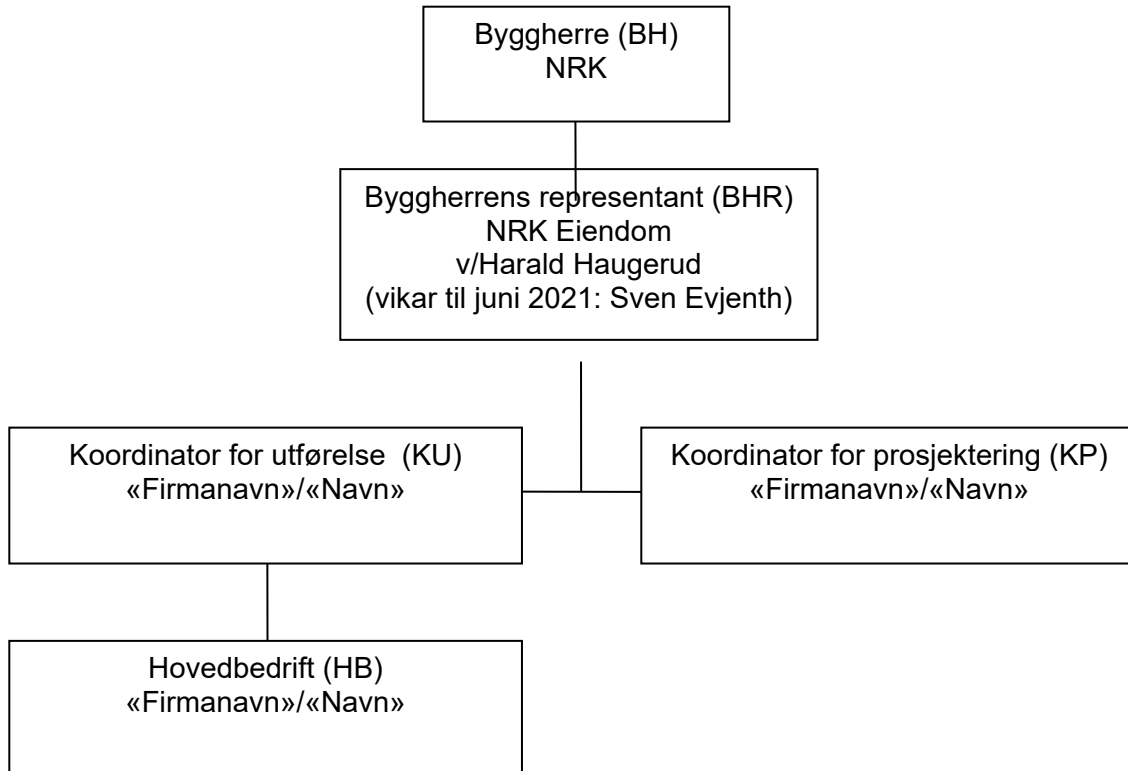 Byggherre (BH)
NRK
Byggherrens representant (BHR)
NRK Eiendom
v/Harald Haugerud
(vikar til juni 2021: Sven Evjenth)
Koordinator for utførelse  (KU)
«Firmanavn»/«Navn»
Koordinator for prosjektering (KP)
«Firmanavn»/«Navn»
Hovedbedrift (HB)
«Firmanavn»/«Navn»